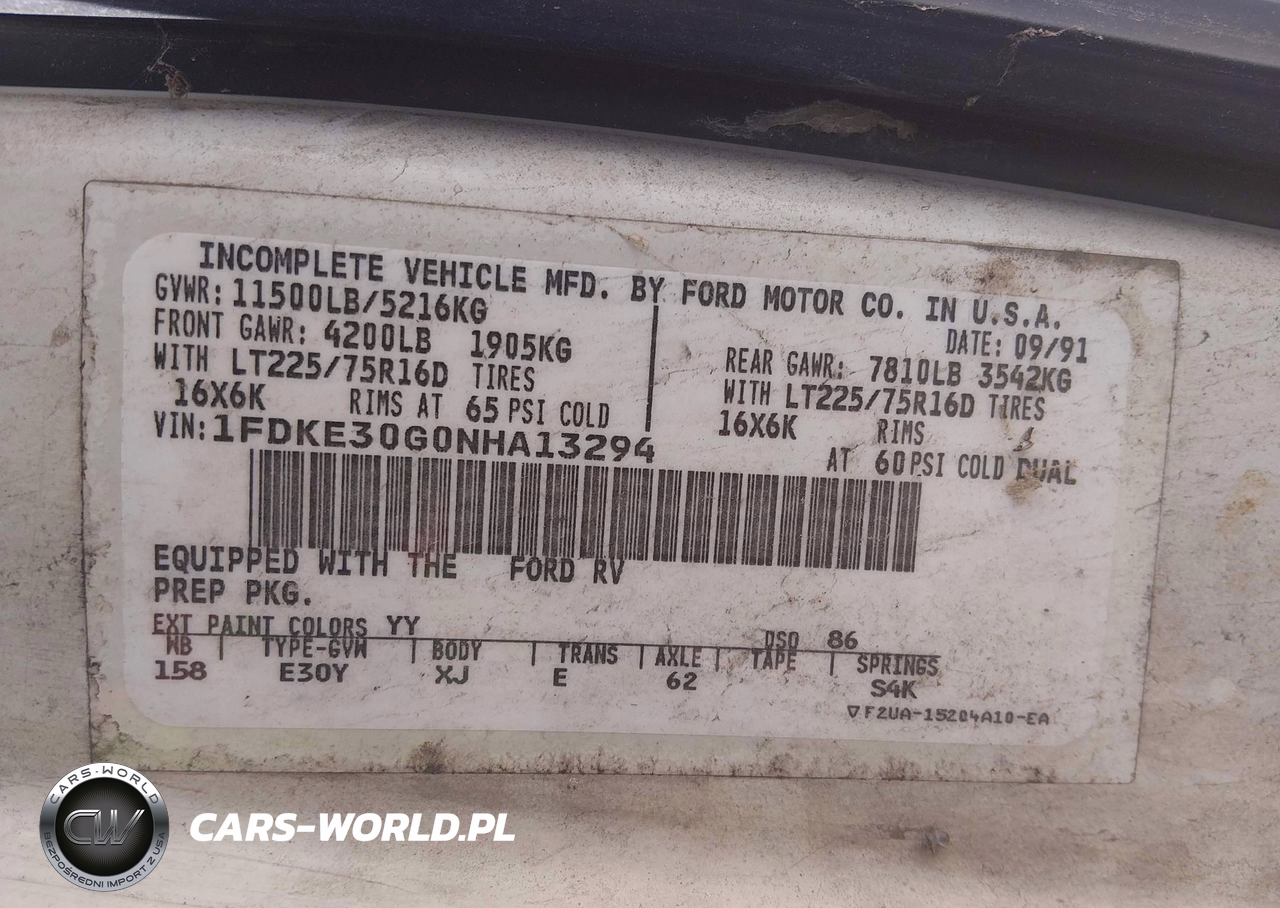 INCOMPLETE VEHICLE MFD. BY FORD MOTOR CO. IN U.S.A.
GVWR: 11500LB/5216KG
DATE: 09/91
FRONT GAWR: 4200LB 1905KG
WITH LT225/75R16D TIRES
16X6K RIMS AT 65 PSI COLD
REAR GAWR: 7810LB 3542KG
WITH LT225/75R16D TIRES
16X6K RIMS
AT 60 PSI COLD DUAL
VIN: 1FDKE30G0NHA13294
EQUIPPED WITH THE FORD RV
PREP PKG.
EXT PAINT COLORS YY DSO 86
WB | TYPE-GVW | BODY | TRANS | AXLE | TAPE | SPRINGS
158 E30Y XJ E 62 S4K
▽F2UA-15204A10-EA
CARS-WORLD
CW
BEZPOŚREDNI IMPORT Z USA
CARS-WORLD.PL